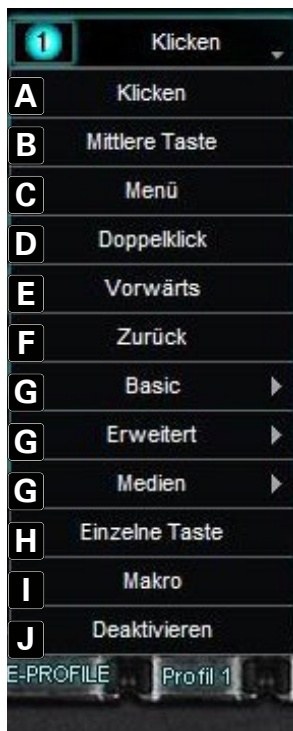 1 Klicken
A Klicken
B Mittlere Taste
C Menü
D Doppelklick
E Vorwärts
F Zurück
G Basic
G Erweitert
G Medien
H Einzelne Taste
I Makro
J Deaktivieren
E-PROFILE Profil 1